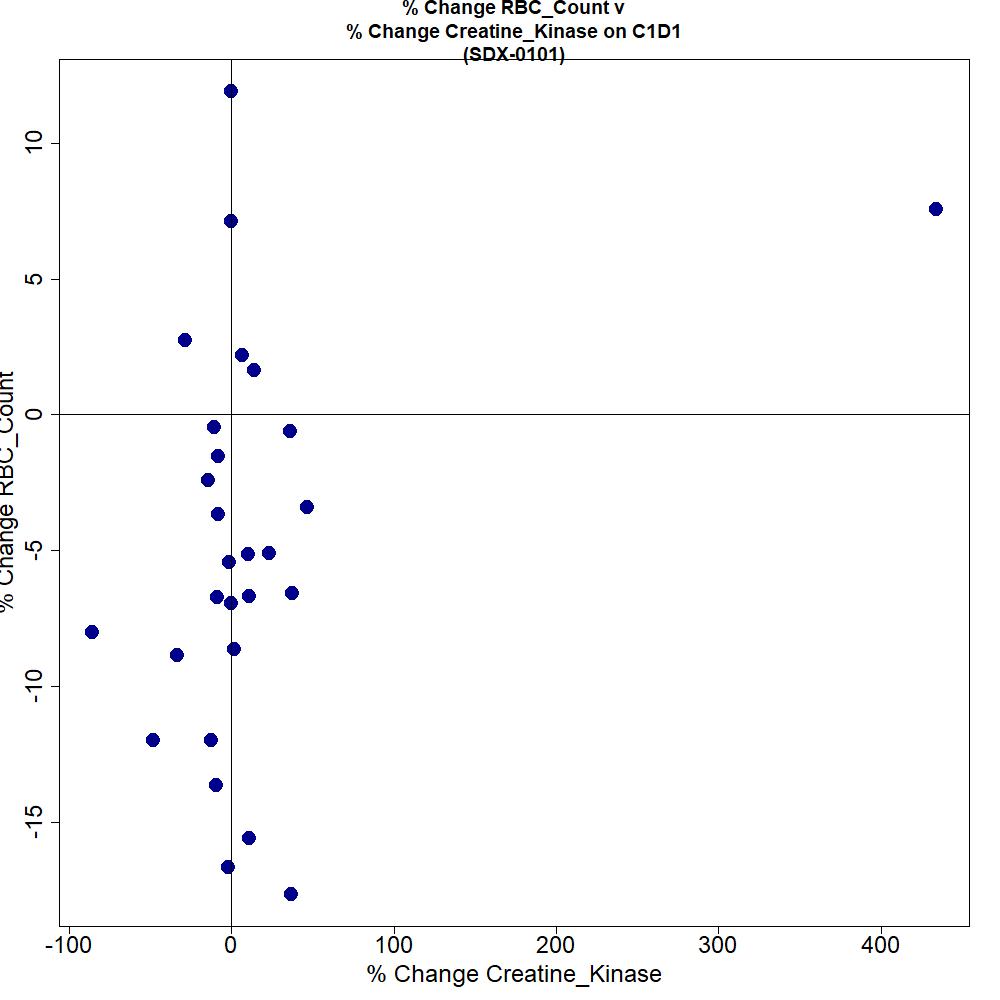 % Change RBC_Count v
% Change Creatine_Kinase on C1D1
(SDX-0101)
10
5
0
-5
-10
-15
% Change RBC_Count
-100 0 100 200 300 400
% Change Creatine_Kinase